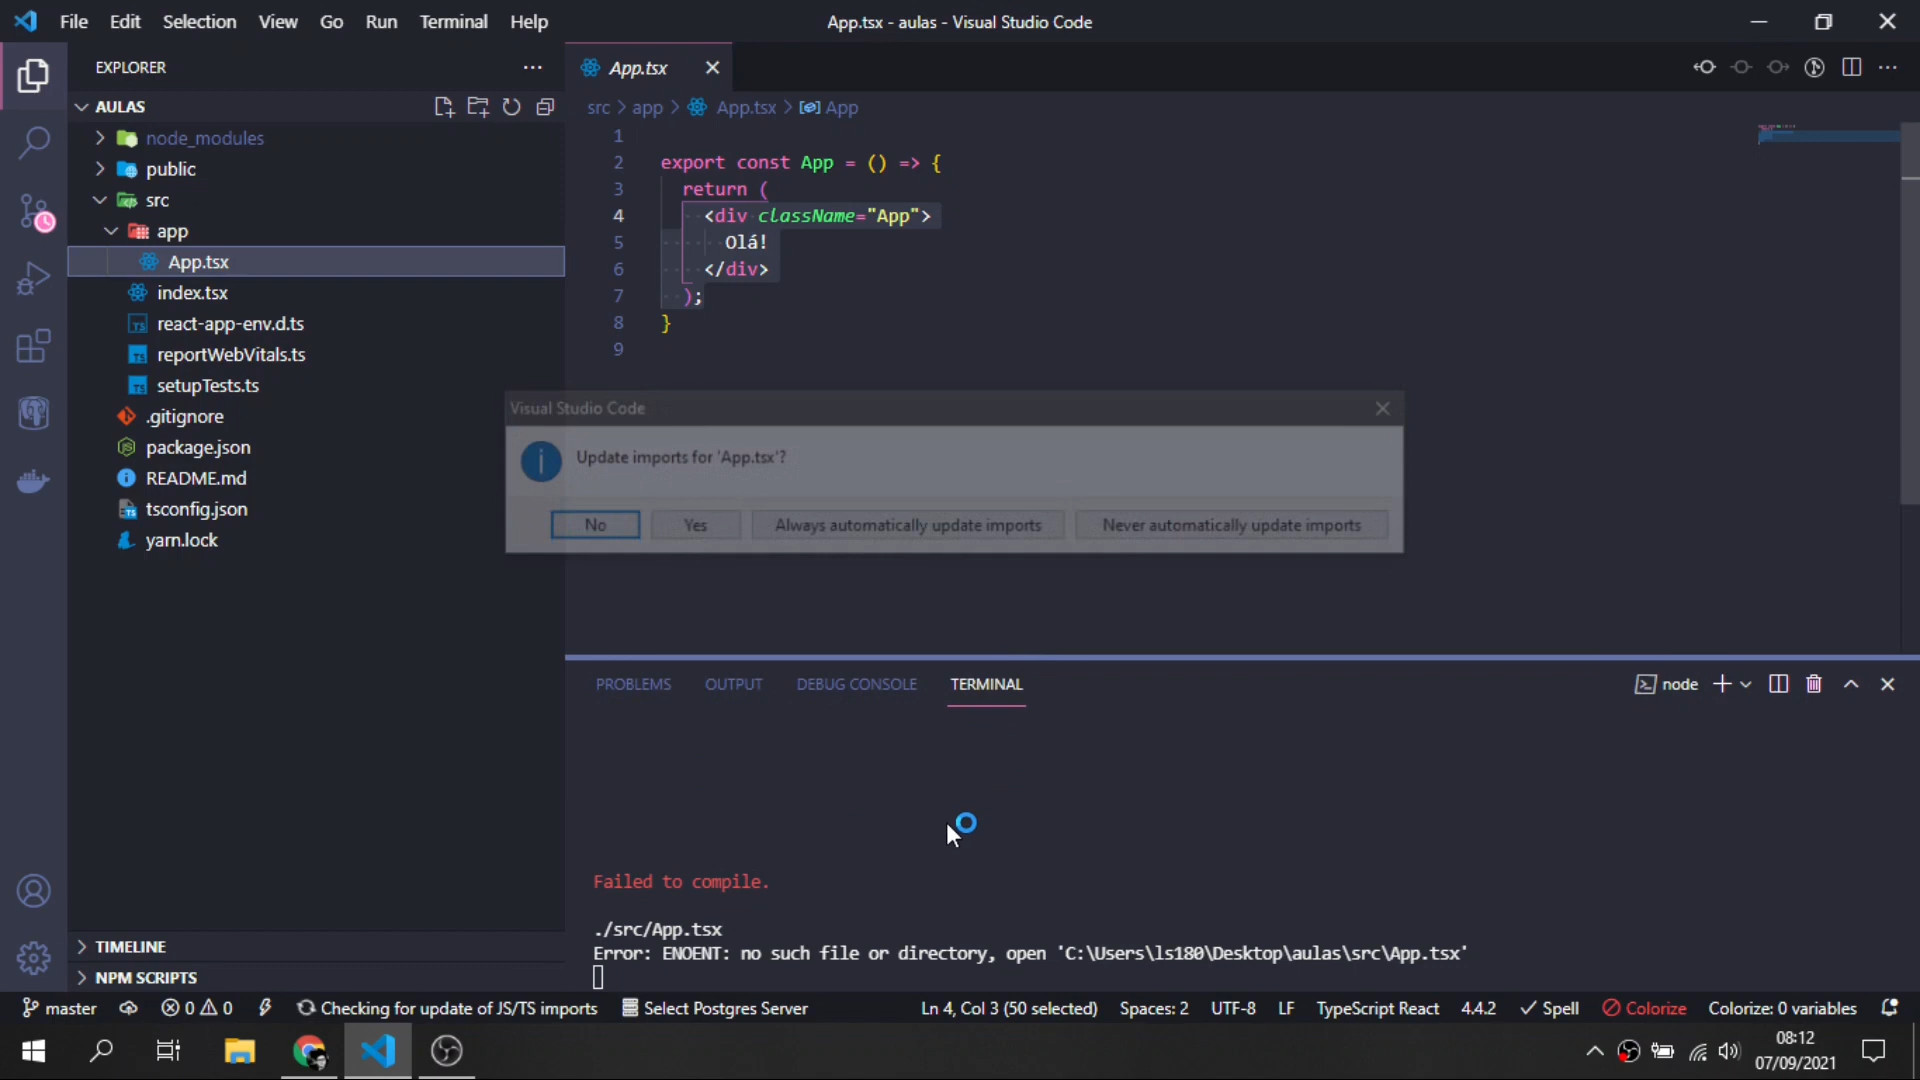 File Edit Selection View Go Run Terminal Help
App.tsx - aulas - Visual Studio Code
EXPLORER
AULAS
node_modules
public
src
app
App.tsx
index.tsx
react-app-env.d.ts
reportWebVitals.ts
setupTests.ts
.gitignore
package.json
README.md
tsconfig.json
yarn.lock
TIMELINE
NPM SCRIPTS
App.tsx
src > app > App.tsx > App
1
2 export const App = () => {
3 return (
4 <div className="App">
5 Olá!
6 </div>
7 );
8 }
9
Visual Studio Code
Update imports for 'App.tsx'?
No Yes Always automatically update imports Never automatically update imports
PROBLEMS OUTPUT DEBUG CONSOLE TERMINAL
node
Failed to compile.
./src/App.tsx
Error: ENOENT: no such file or directory, open 'C:\Users\ls180\Desktop\aulas\src\App.tsx'
master 0 0 Checking for update of JS/TS imports Select Postgres Server Ln 4, Col 3 (50 selected) Spaces: 2 UTF-8 LF TypeScript React 4.4.2 Spell Colorize Colorize: 0 variables
08:12
07/09/2021